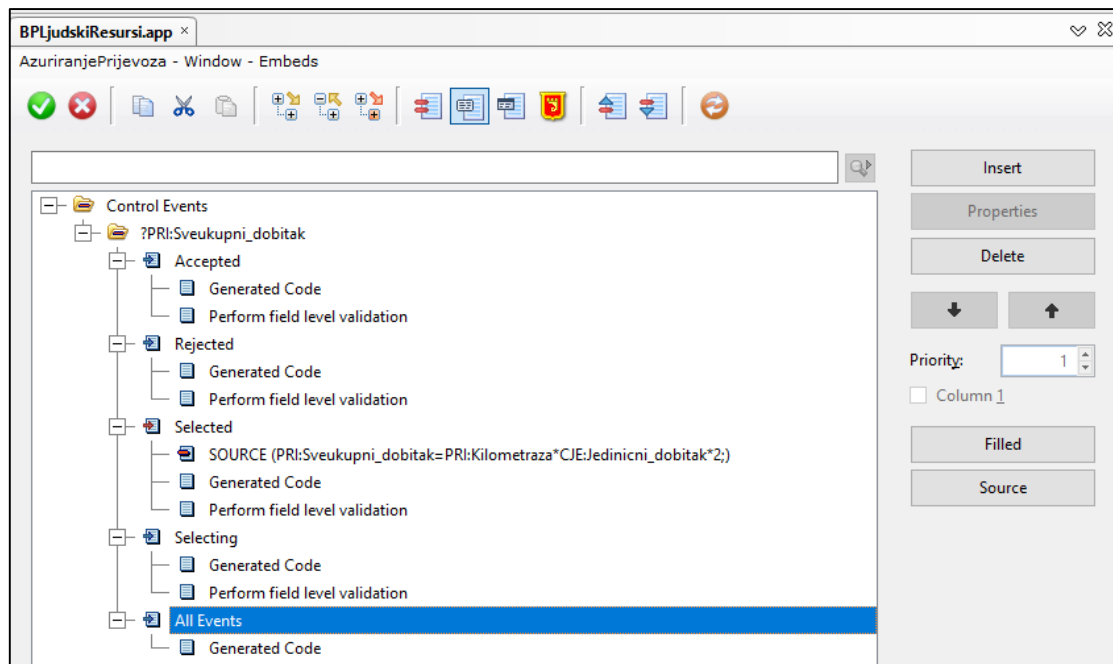 BPLjudskiResursi.app
AzuriranjePrijevoza - Window - Embeds
Insert
Control Events
Properties
?PRI:Sveukupni_dobitak
Accepted
Delete
Generated Code
Perform field level validation
Rejected
Priority:
1
Generated Code
Column 1
Perform field level validation
Selected
Filled
SOURCE (PRI:Sveukupni_dobitak=PRI:Kilometraza*CJE:Jedinicni_dobitak*2;)
Generated Code
Source
Perform field level validation
Selecting
Generated Code
Perform field level validation
All Events
Generated Code